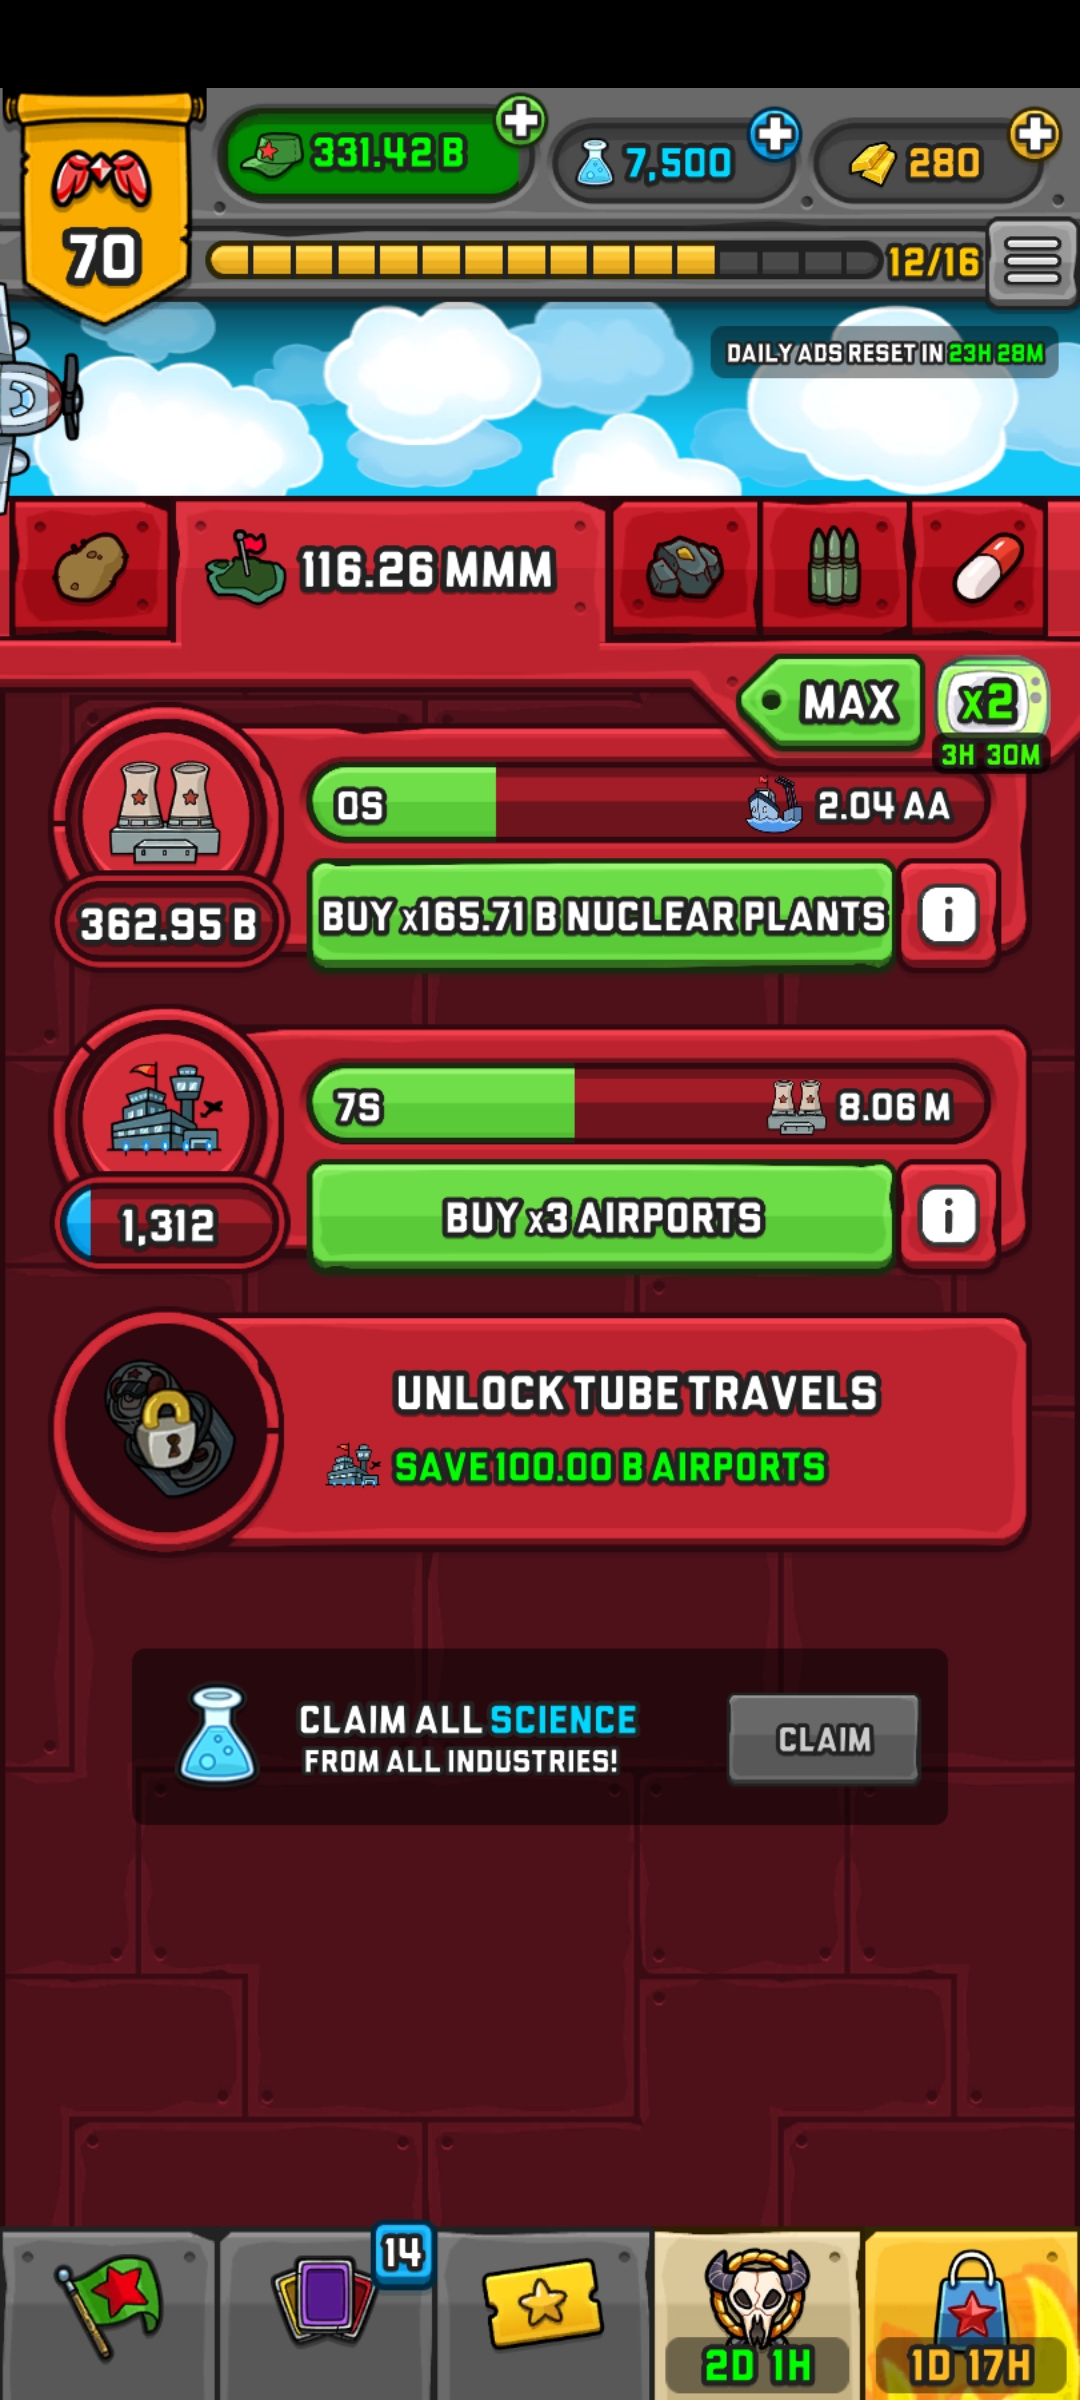 331.42 B
7,500
280
70
12/16
DAILY ADS RESET IN 23H 28M
116.26 MMM
MAX
x2
3H 30M
0S
2.04 AA
362.95 B
BUY x165.71 B NUCLEAR PLANTS
i
7S
8.06 M
1,312
BUY x3 AIRPORTS
i
UNLOCK TUBE TRAVELS
SAVE 100.00 B AIRPORTS
CLAIM ALL SCIENCE
FROM ALL INDUSTRIES!
CLAIM
14
2D 1H
1D 17H